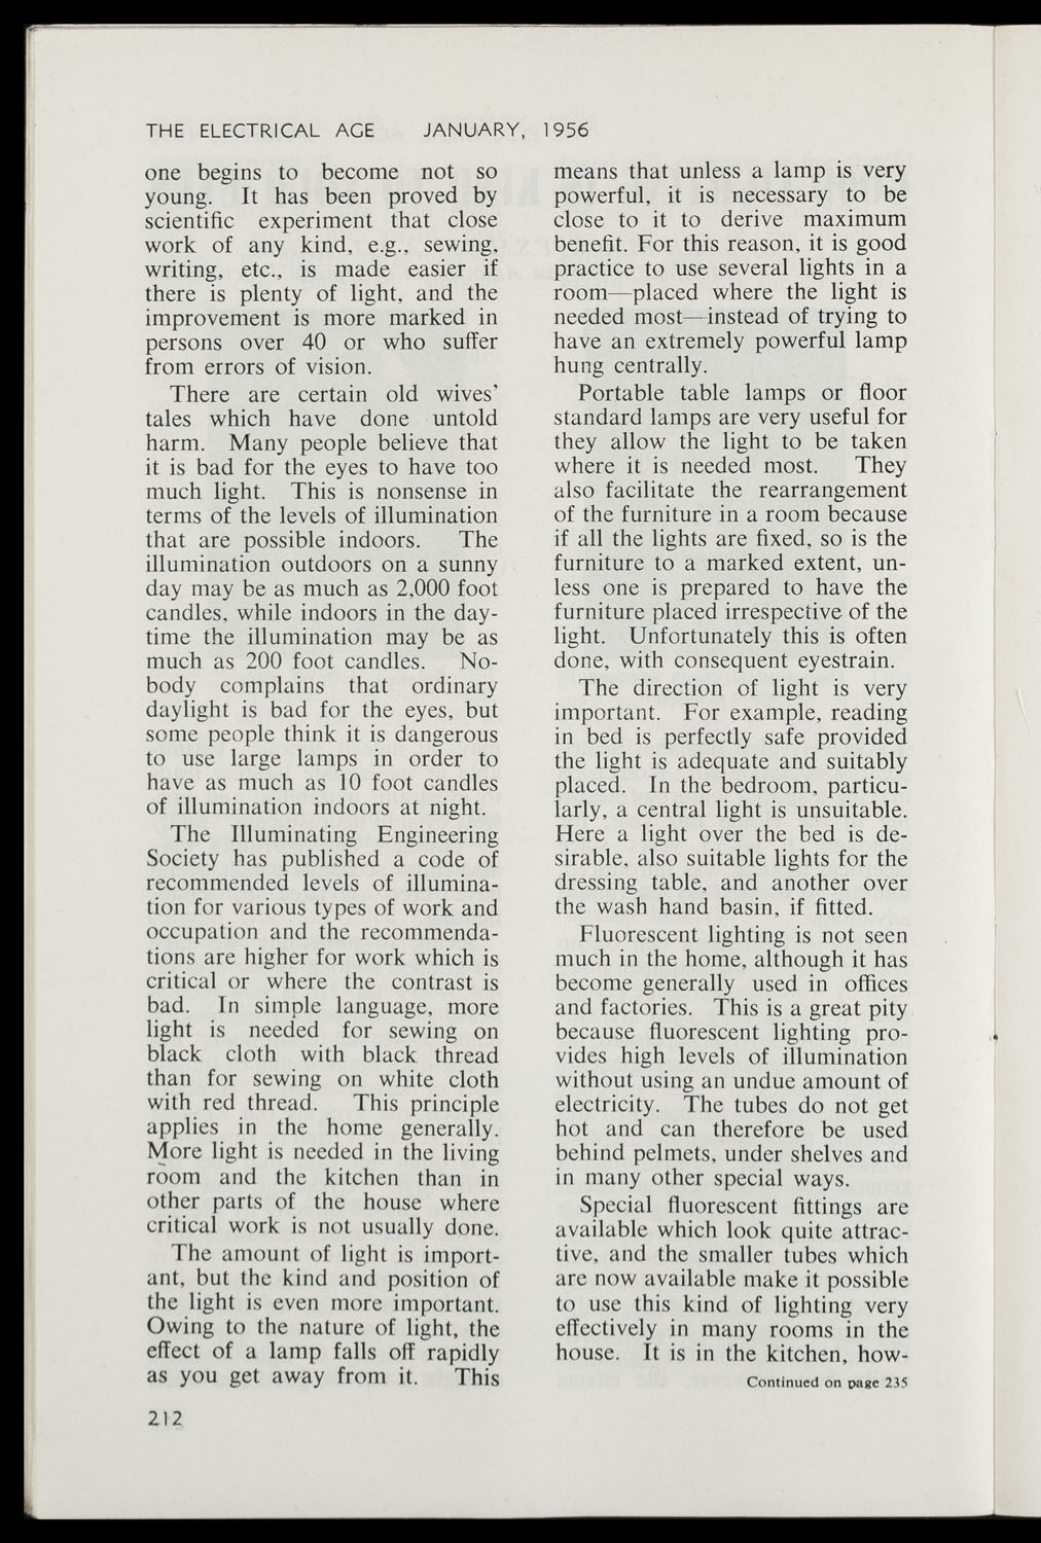 THE ELECTRICAL AGE JANUARY, 1956
one begins to become not so
young. It has been proved by
scientific experiment that close
work of any kind, e.g., sewing,
writing, etc., is made easier if
there is plenty of light, and the
improvement is more marked in
persons over 40 or who suffer
from errors of vision.
There are certain old wives'
tales which have done untold
harm. Many people believe that
it is bad for the eyes to have too
much light. This is nonsense in
terms of the levels of illumination
that are possible indoors. The
illumination outdoors on a sunny
day may be as much as 2,000 foot
candles, while indoors in the day-
time the illumination may be as
much as 200 foot candles. No-
body complains that ordinary
daylight is bad for the eyes, but
some people think it is dangerous
to use large lamps in order to
have as much as 10 foot candles
of illumination indoors at night.
The Illuminating Engineering
Society has published a code of
recommended levels of illumina-
tion for various types of work and
occupation and the recommenda-
tions are higher for work which is
critical or where the contrast is
bad. In simple language, more
light is needed for sewing on
black cloth with black thread
than for sewing on white cloth
with red thread. This principle
applies in the home generally.
More light is needed in the living
room and the kitchen than in
other parts of the house where
critical work is not usually done.
The amount of light is import-
ant, but the kind and position of
the light is even more important.
Owing to the nature of light, the
effect of a lamp falls off rapidly
as you get away from it. This
means that unless a lamp is very
powerful, it is necessary to be
close to it to derive maximum
benefit. For this reason, it is good
practice to use several lights in a
room—placed where the light is
needed most—instead of trying to
have an extremely powerful lamp
hung centrally.
Portable table lamps or floor
standard lamps are very useful for
they allow the light to be taken
where it is needed most. They
also facilitate the rearrangement
of the furniture in a room because
if all the lights are fixed, so is the
furniture to a marked extent, un-
less one is prepared to have the
furniture placed irrespective of the
light. Unfortunately this is often
done, with consequent eyestrain.
The direction of light is very
important. For example, reading
in bed is perfectly safe provided
the light is adequate and suitably
placed. In the bedroom, particu-
larly, a central light is unsuitable.
Here a light over the bed is de-
sirable, also suitable lights for the
dressing table, and another over
the wash hand basin, if fitted.
Fluorescent lighting is not seen
much in the home, although it has
become generally used in offices
and factories. This is a great pity
because fluorescent lighting pro-
vides high levels of illumination
without using an undue amount of
electricity. The tubes do not get
hot and can therefore be used
behind pelmets, under shelves and
in many other special ways.
Special fluorescent fittings are
available which look quite attrac-
tive, and the smaller tubes which
are now available make it possible
to use this kind of lighting very
effectively in many rooms in the
house. It is in the kitchen, how-
Continued on page 235
212